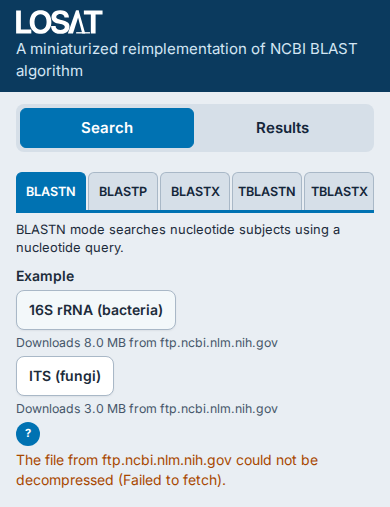 LOSAT
A miniaturized reimplementation of NCBI BLAST
algorithm
Search
Results
BLASTN
BLASTP
BLASTX
TBLASTN
TBLASTX
BLASTN mode searches nucleotide subjects using a
nucleotide query.
Example
16S rRNA (bacteria)
Downloads 8.0 MB from ftp.ncbi.nlm.nih.gov
ITS (fungi)
Downloads 3.0 MB from ftp.ncbi.nlm.nih.gov
?
The file from ftp.ncbi.nlm.nih.gov could not be
decompressed (Failed to fetch).